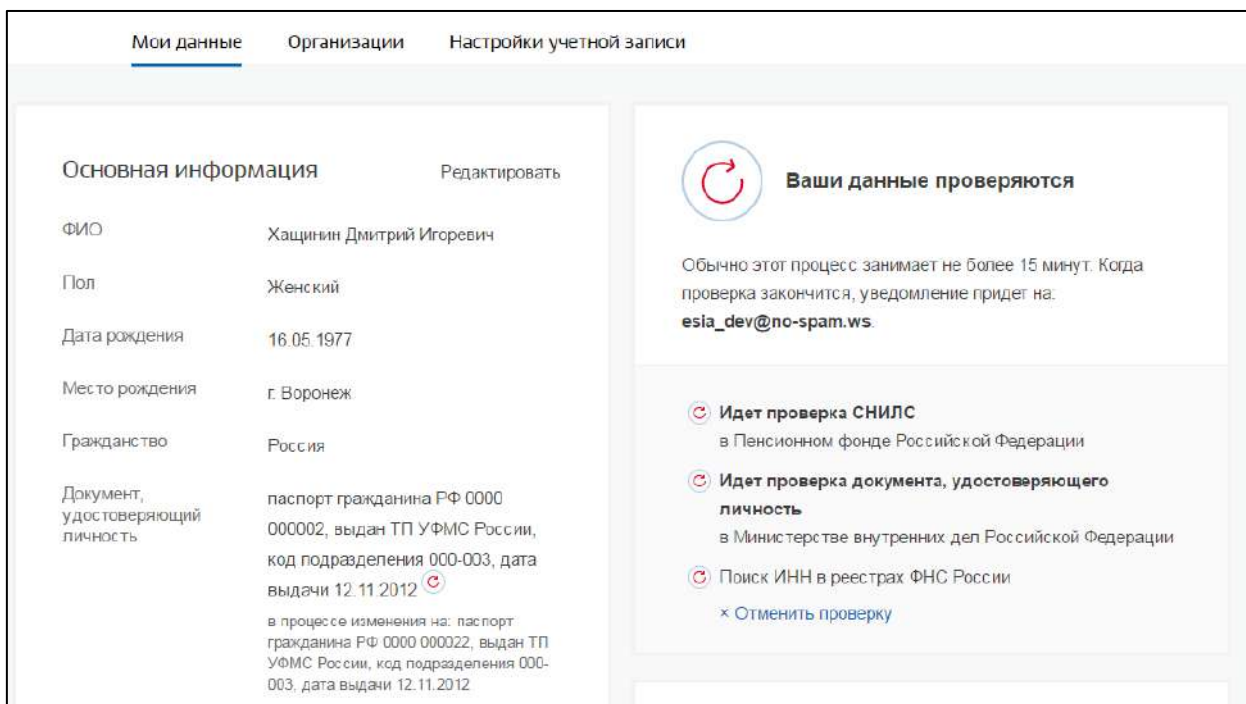 Мои данные Организации Настройки учетной записи
Основная информация Редактировать
ФИО Хащинин Дмитрий Игоревич
Пол Женский
Дата рождения 16.05.1977
Место рождения г. Воронеж
Гражданство Россия
Документ,
удостоверяющий
личность
паспорт гражданина РФ 0000
000002, выдан ТП УФМС России,
код подразделения 000-003, дата
выдачи 12.11.2012
в процессе изменения на: паспорт
гражданина РФ 0000 000022, выдан ТП
УФМС России, код подразделения 000-
003, дата выдачи 12.11.2012
Ваши данные проверяются
Обычно этот процесс занимает не более 15 минут. Когда
проверка закончится, уведомление придет на:
esia_dev@no-spam.ws.
Идет проверка СНИЛС
в Пенсионном фонде Российской Федерации
Идет проверка документа, удостоверяющего
личность
в Министерстве внутренних дел Российской Федерации
Поиск ИНН в реестрах ФНС России
× Отменить проверку